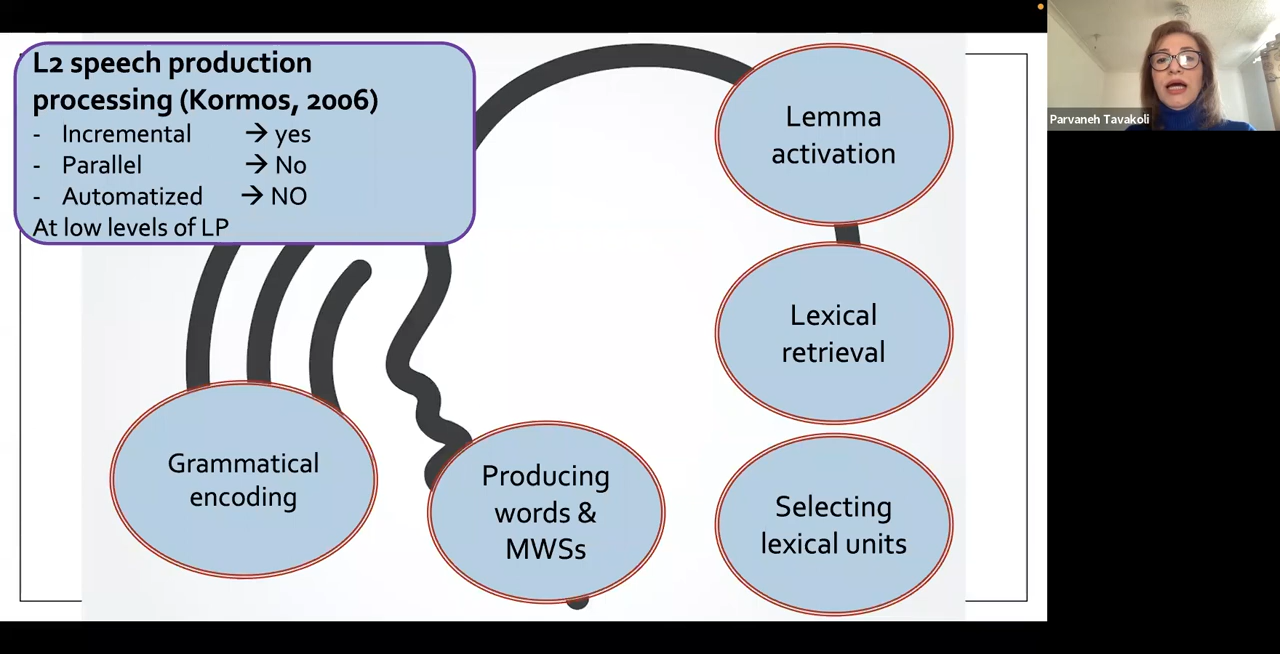 L2 speech production
processing (Kormos, 2006)
- Incremental → yes
- Parallel → No
- Automatized → NO
At low levels of LP
Lemma
activation
Lexical
retrieval
Selecting
lexical units
Producing
words &
MWSs
Grammatical
encoding
Parvaneh Tavakoli